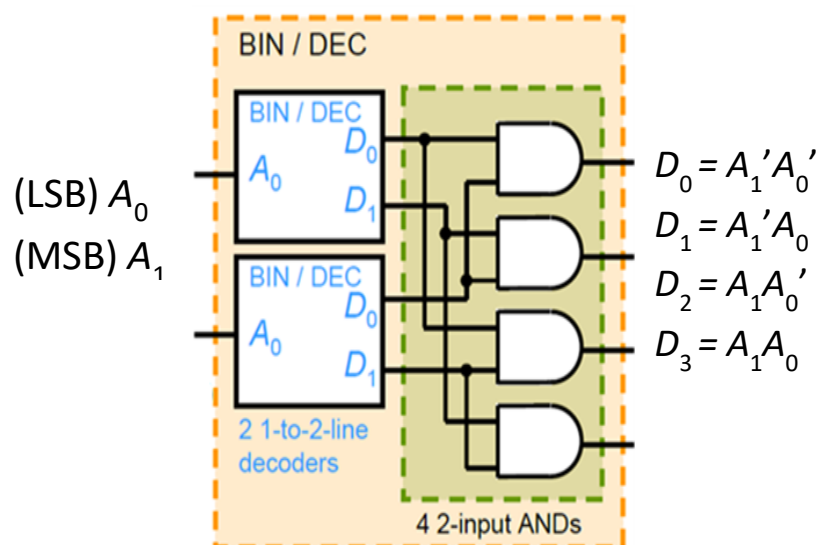 BIN / DEC
BIN / DEC
D₀
A₀
D₁
(LSB) A₀
(MSB) A₁
BIN / DEC
D₀
A₀
D₁
2 1-to-2-line
decoders
4 2-input ANDs
D₀ = A₁’A₀’
D₁ = A₁’A₀
D₂ = A₁A₀’
D₃ = A₁A₀